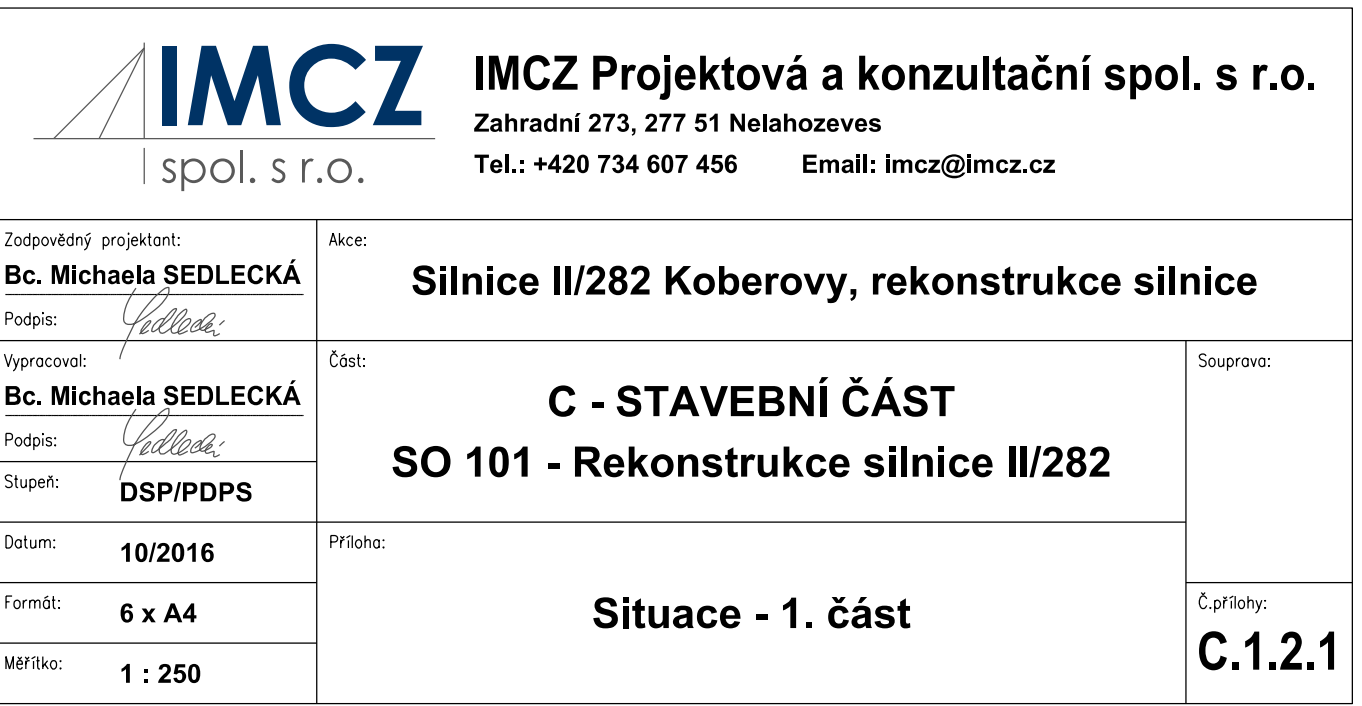 IMCZ
spol. s r.o.
IMCZ Projektová a konzultační spol. s r.o.
Zahradní 273, 277 51 Nelahozeves
Tel.: +420 734 607 456 Email: imcz@imcz.cz
Zodpovědný projektant:
Bc. Michaela SEDLECKÁ
Podpis: Sedlecká
Akce:
Silnice II/282 Koberovy, rekonstrukce silnice
Vypracoval:
Bc. Michaela SEDLECKÁ
Podpis: Sedlecká
Část:
C - STAVEBNÍ ČÁST
SO 101 - Rekonstrukce silnice II/282
Souprava:
Stupeň: DSP/PDPS
Datum: 10/2016
Formát: 6 x A4
Měřítko: 1 : 250
Příloha:
Situace - 1. část
Č.přílohy:
C.1.2.1